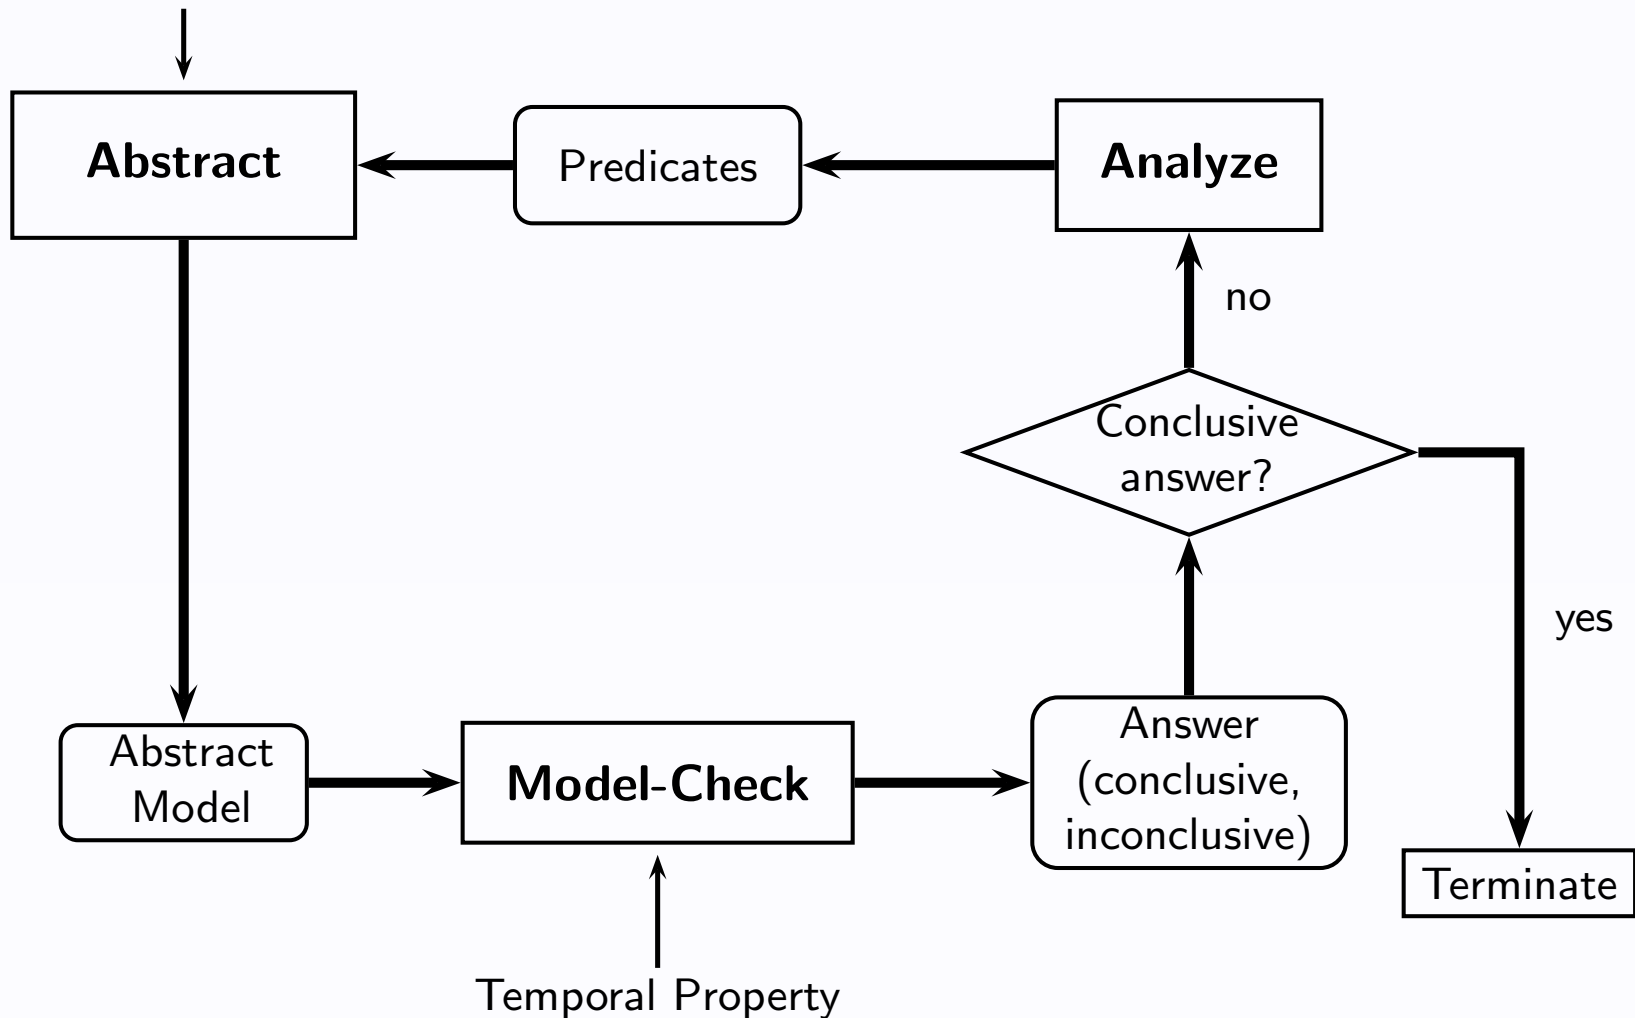 Abstract
Predicates
Analyze
no
Conclusive
answer?
yes
Abstract
Model
Model-Check
Answer
(conclusive,
inconclusive)
Terminate
Temporal Property